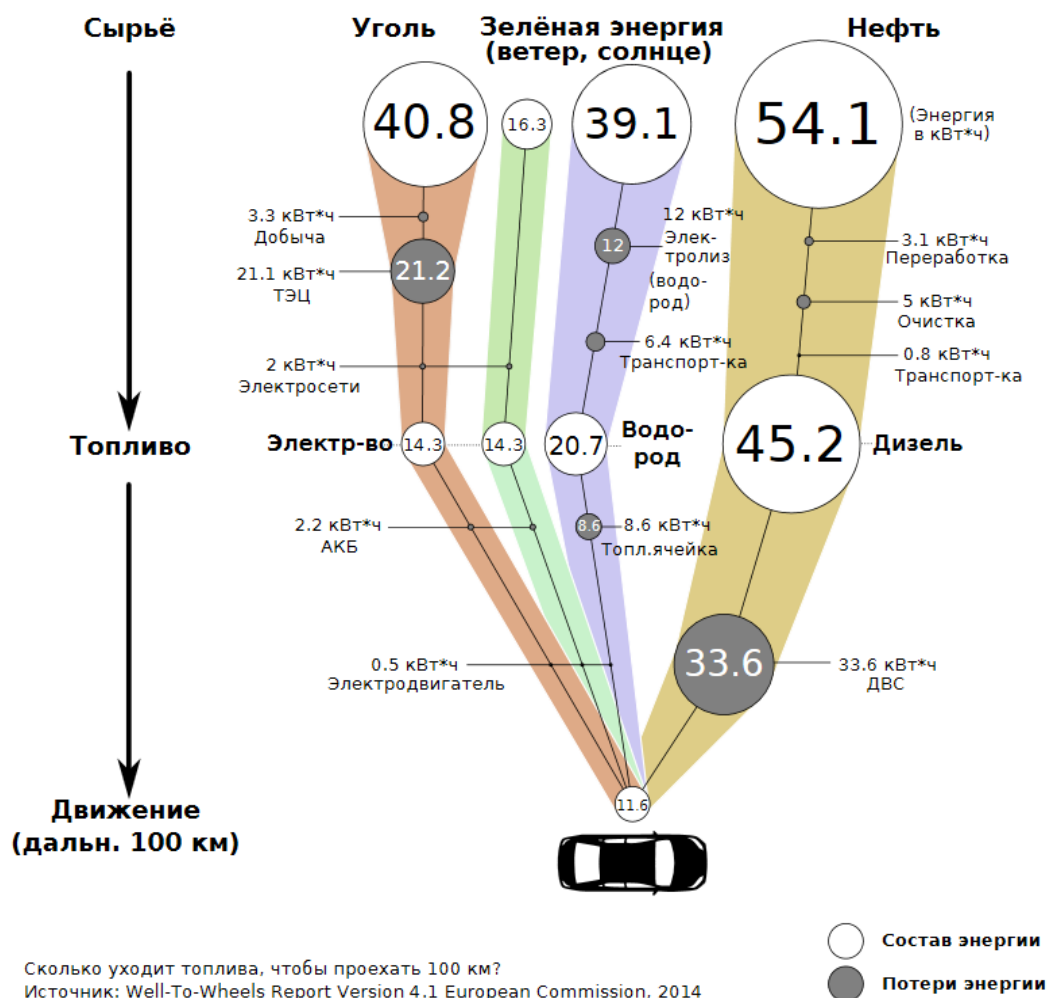 Сырьё
Уголь
Зелёная энергия
(ветер, солнце)
Нефть
40.8
16.3
39.1
54.1
(Энергия
в кВт*ч)
3.3 кВт*ч
Добыча
21.1 кВт*ч
ТЭЦ
21.2
12 кВт*ч
Элек-
тролиз
(водо-
род)
12
3.1 кВт*ч
Переработка
5 кВт*ч
Очистка
6.4 кВт*ч
Транспорт-ка
0.8 кВт*ч
Транспорт-ка
2 кВт*ч
Электросети
Топливо
Электр-во
14.3
14.3
20.7
Водо-
род
45.2
Дизель
2.2 кВт*ч
АКБ
8.6
8.6 кВт*ч
Топл.ячейка
0.5 кВт*ч
Электродвигатель
33.6
33.6 кВт*ч
ДВС
Движение
(дальн. 100 км)
11.6
Состав энергии
Потери энергии
Сколько уходит топлива, чтобы проехать 100 км?
Источник: Well-To-Wheels Report Version 4.1 European Commission, 2014